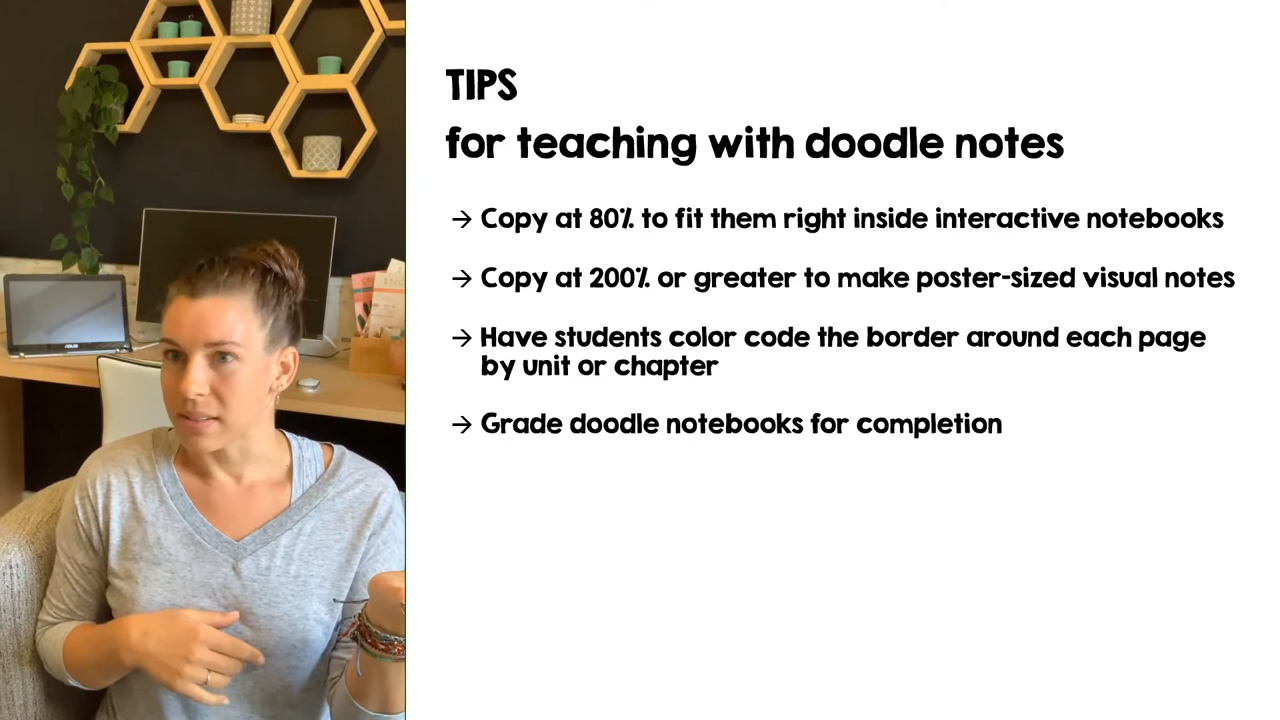 TIPS
for teaching with doodle notes
→ Copy at 80% to fit them right inside interactive notebooks
→ Copy at 200% or greater to make poster-sized visual notes
→ Have students color code the border around each page
by unit or chapter
→ Grade doodle notebooks for completion
ASUS